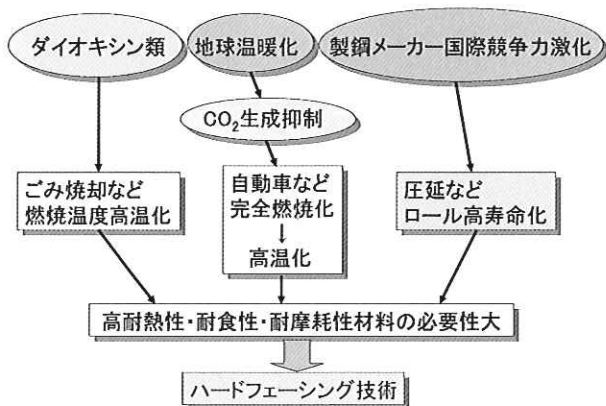 ダイオキシン類
地球温暖化
製鋼メーカー国際競争力激化
CO₂生成抑制
ごみ焼却など
燃焼温度高温化
自動車など
完全燃焼化
↓
高温化
圧延など
ロール高寿命化
高耐熱性・耐食性・耐摩耗性材料の必要性大
ハードフェーシング技術